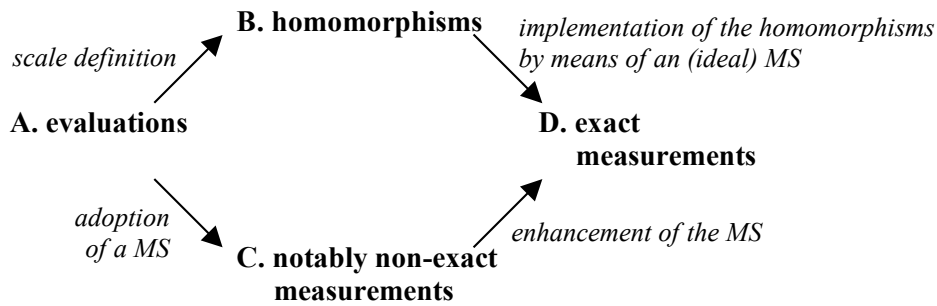 B. homomorphisms
implementation of the homomorphisms
by means of an (ideal) MS
scale definition
A. evaluations
D. exact
measurements
adoption
of a MS
enhancement of the MS
C. notably non-exact
measurements